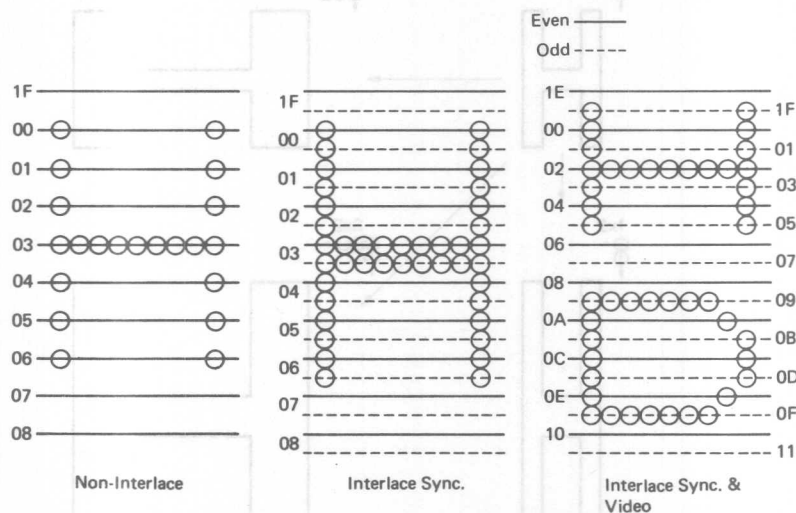 Even
Odd
1F
00
01
02
03
04
05
06
07
08
Non-Interlace
1F
00
01
02
03
04
05
06
07
08
Interlace Sync.
1E
1F
00
01
02
03
04
05
06
07
08
09
0A
0B
0C
0D
0E
0F
10
11
Interlace Sync. &
Video